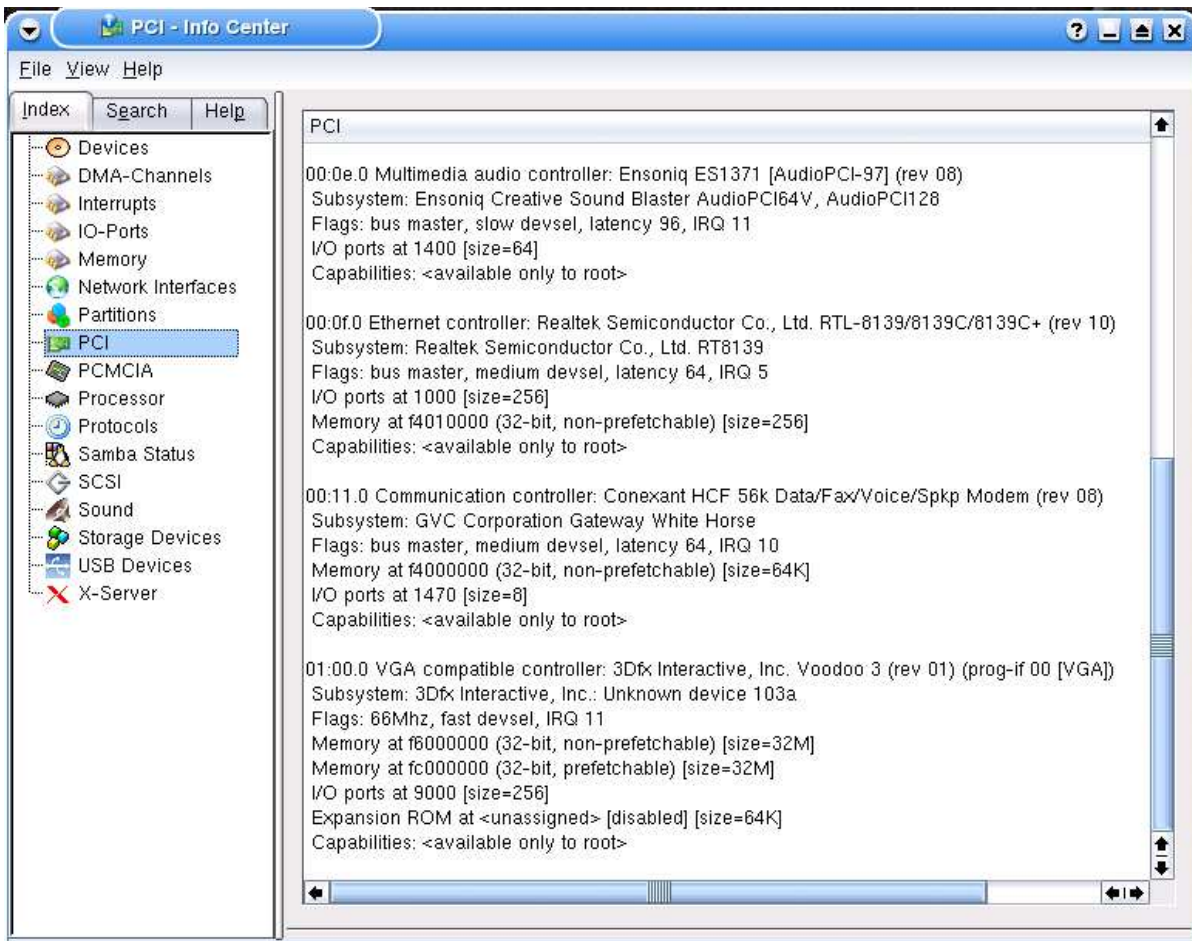 PCI - Info Center
File View Help
Index Search Help
Devices
DMA-Channels
Interrupts
IO-Ports
Memory
Network Interfaces
Partitions
PCI
PCMCIA
Processor
Protocols
Samba Status
SCSI
Sound
Storage Devices
USB Devices
X-Server
PCI
00:0e.0 Multimedia audio controller: Ensoniq ES1371 [AudioPCI-97] (rev 08)
Subsystem: Ensoniq Creative Sound Blaster AudioPCI64V, AudioPCI128
Flags: bus master, slow devsel, latency 96, IRQ 11
I/O ports at 1400 [size=64]
Capabilities: <available only to root>
00:0f.0 Ethernet controller: Realtek Semiconductor Co., Ltd. RTL-8139/8139C/8139C+ (rev 10)
Subsystem: Realtek Semiconductor Co., Ltd. RT8139
Flags: bus master, medium devsel, latency 64, IRQ 5
I/O ports at 1000 [size=256]
Memory at f4010000 (32-bit, non-prefetchable) [size=256]
Capabilities: <available only to root>
00:11.0 Communication controller: Conexant HCF 56k Data/Fax/Voice/Spkp Modem (rev 08)
Subsystem: GVC Corporation Gateway White Horse
Flags: bus master, medium devsel, latency 64, IRQ 10
Memory at f4000000 (32-bit, non-prefetchable) [size=64K]
I/O ports at 1470 [size=8]
Capabilities: <available only to root>
01:00.0 VGA compatible controller: 3Dfx Interactive, Inc. Voodoo 3 (rev 01) (prog-if 00 [VGA])
Subsystem: 3Dfx Interactive, Inc.: Unknown device 103a
Flags: 66Mhz, fast devsel, IRQ 11
Memory at f6000000 (32-bit, non-prefetchable) [size=32M]
Memory at fc000000 (32-bit, prefetchable) [size=32M]
I/O ports at 9000 [size=256]
Expansion ROM at <unassigned> [disabled] [size=64K]
Capabilities: <available only to root>